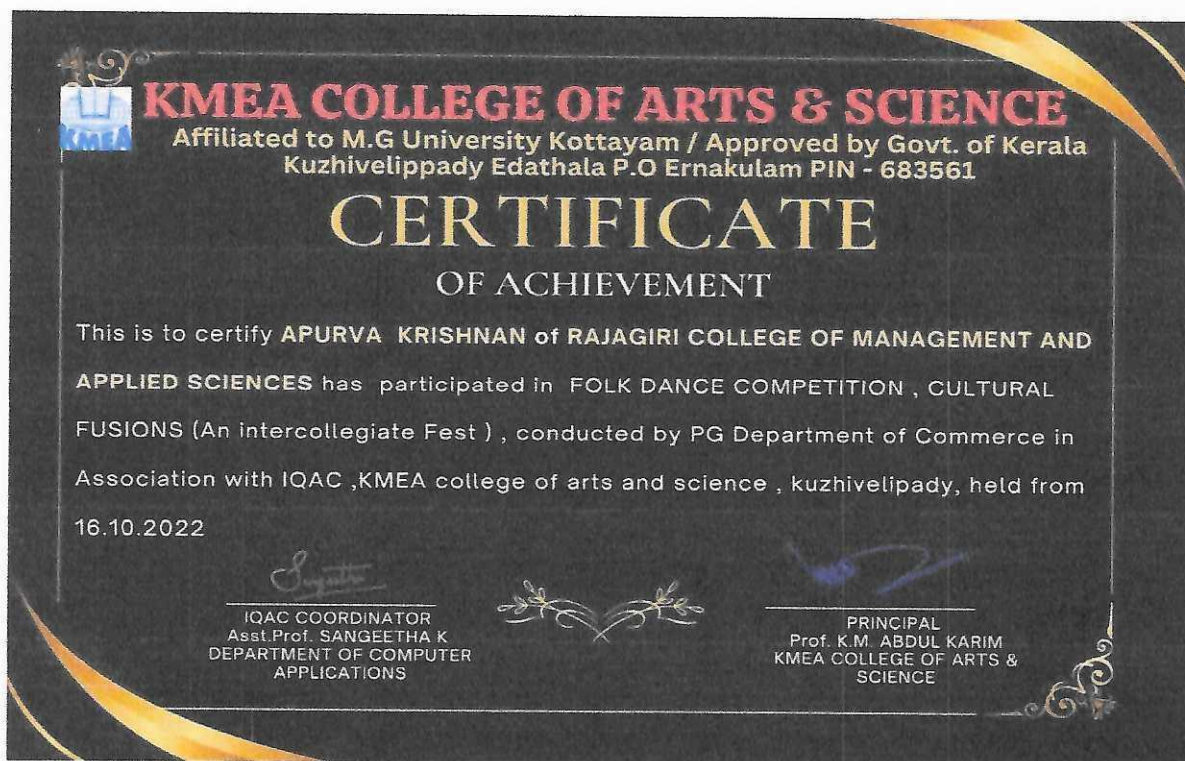 KMEA
KMEA COLLEGE OF ARTS & SCIENCE
Affiliated to M.G University Kottayam / Approved by Govt. of Kerala
Kuzhivelippady Edathala P.O Ernakulam PIN - 683561
CERTIFICATE
OF ACHIEVEMENT
This is to certify APURVA KRISHNAN of RAJAGIRI COLLEGE OF MANAGEMENT AND
APPLIED SCIENCES has participated in FOLK DANCE COMPETITION , CULTURAL
FUSIONS (An intercollegiate Fest ) , conducted by PG Department of Commerce in
Association with IQAC ,KMEA college of arts and science , kuzhivelipady, held from
16.10.2022
IQAC COORDINATOR
Asst.Prof. SANGEETHA K
DEPARTMENT OF COMPUTER
APPLICATIONS
PRINCIPAL
Prof. K.M. ABDUL KARIM
KMEA COLLEGE OF ARTS &
SCIENCE